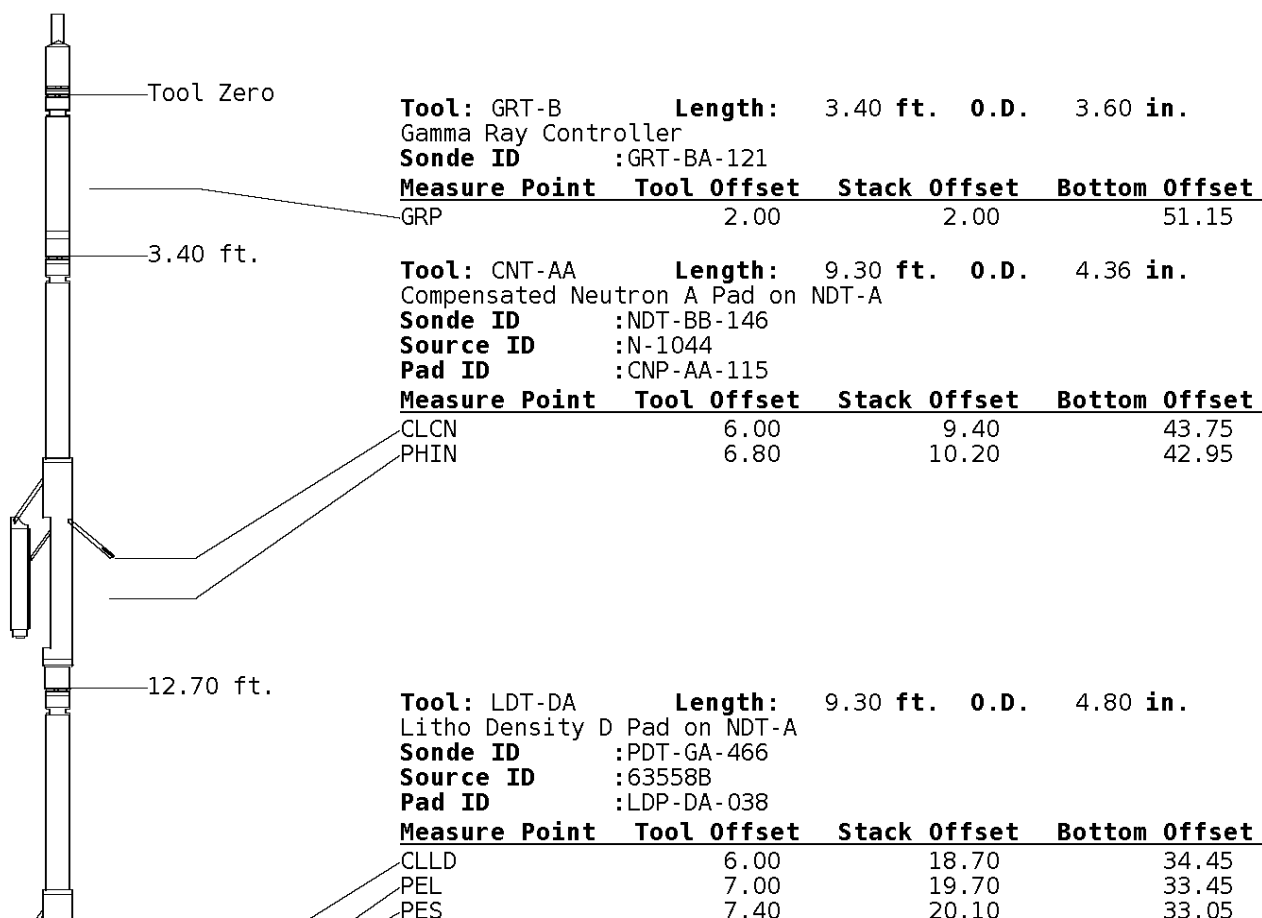 Tool Zero
Tool: GRT-B Length: 3.40 ft. O.D. 3.60 in.
Gamma Ray Controller
Sonde ID :GRT-BA-121
Measure Point Tool Offset Stack Offset Bottom Offset
GRP 2.00 2.00 51.15
3.40 ft.
Tool: CNT-AA Length: 9.30 ft. O.D. 4.36 in.
Compensated Neutron A Pad on NDT-A
Sonde ID :NDT-BB-146
Source ID :N-1044
Pad ID :CNP-AA-115
Measure Point Tool Offset Stack Offset Bottom Offset
CLCN 6.00 9.40 43.75
PHIN 6.80 10.20 42.95
12.70 ft.
Tool: LDT-DA Length: 9.30 ft. O.D. 4.80 in.
Litho Density D Pad on NDT-A
Sonde ID :PDT-GA-466
Source ID :63558B
Pad ID :LDP-DA-038
Measure Point Tool Offset Stack Offset Bottom Offset
CLLD 6.00 18.70 34.45
PEL 7.00 19.70 33.45
PES 7.40 20.10 33.05